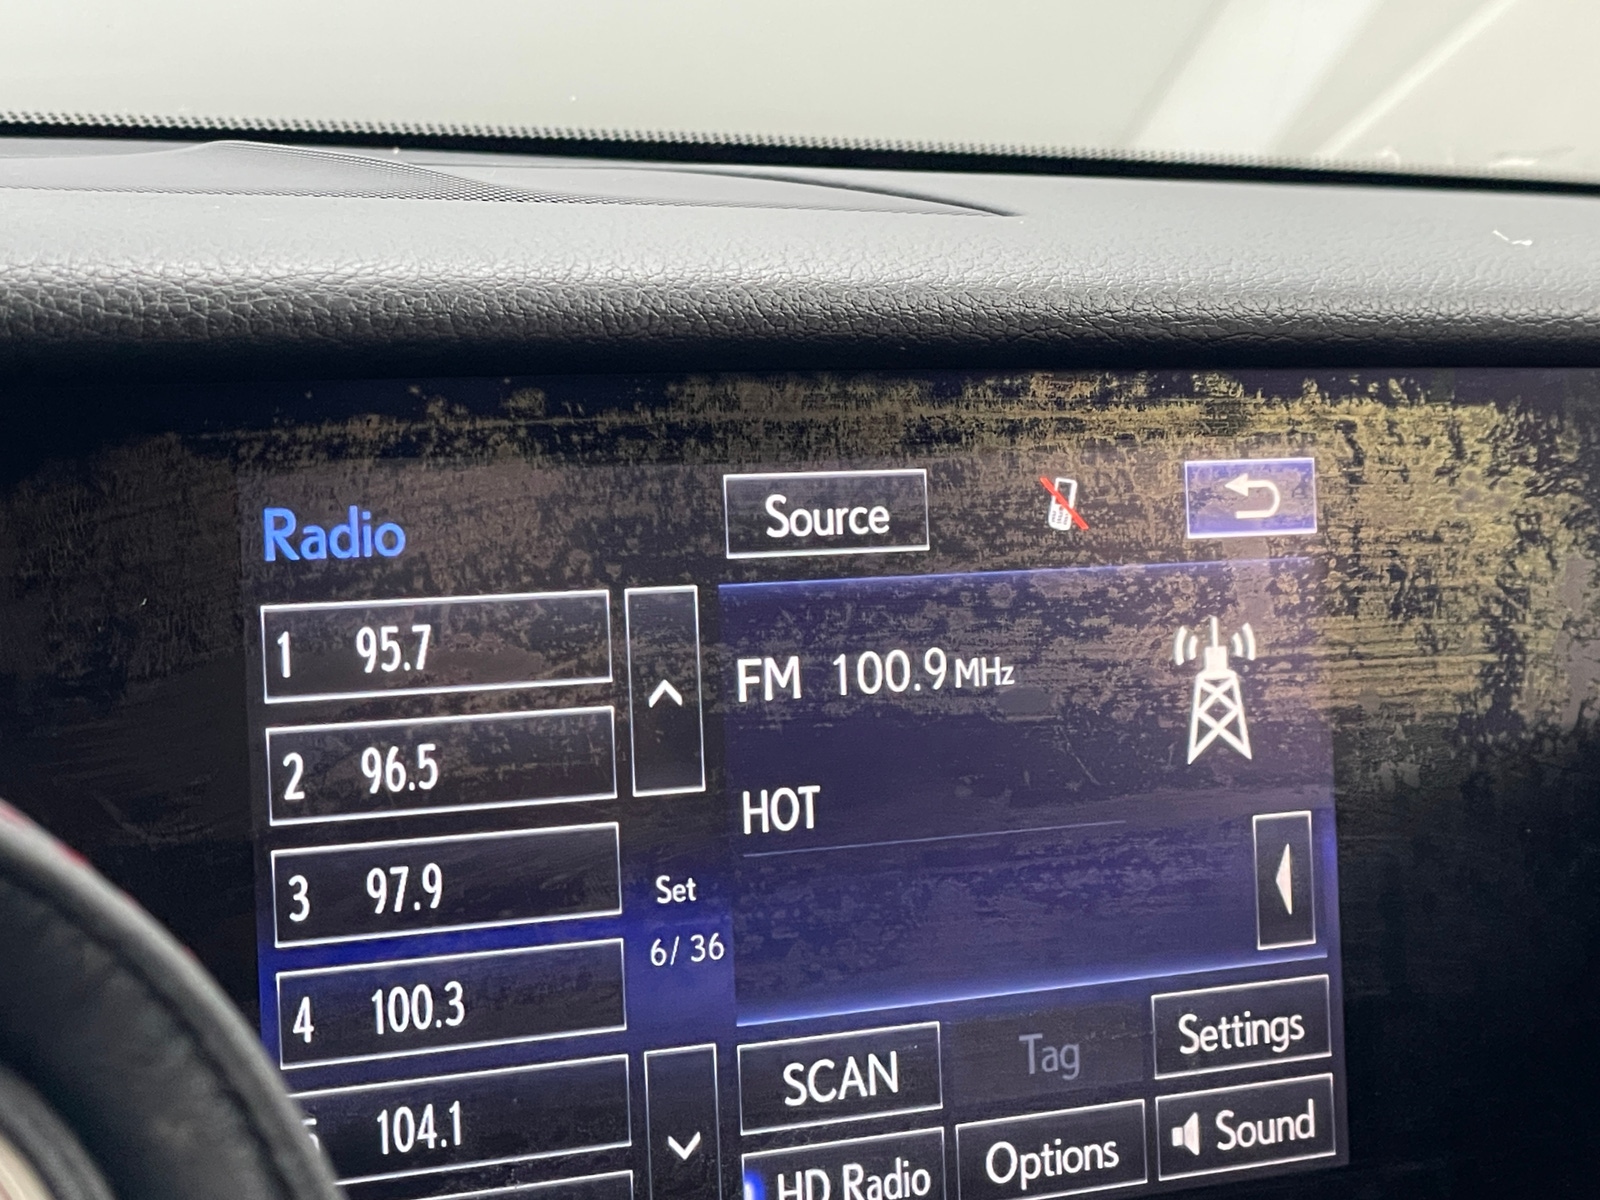 Radio
Source
1 95.7
2 96.5
3 97.9
4 100.3
5 104.1
Set
6/ 36
FM 100.9 MHz
HOT
SCAN
Tag
Settings
HD Radio
Options
Sound